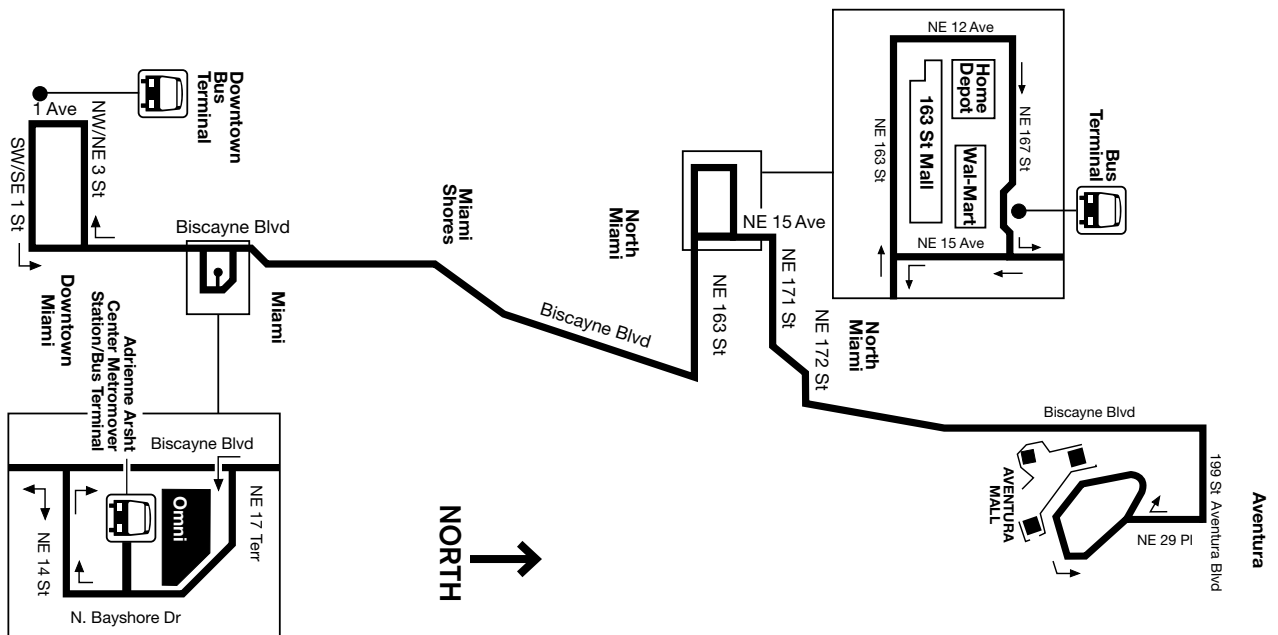 NE 12 Ave
Home
Depot
163 St Mall
Wal-Mart
NE 167 St
NE 163 St
NE 15 Ave
Bus
Terminal
Downtown
Bus
Terminal
1 Ave
NW/NE 3 St
SW/SE 1 St
Biscayne Blvd
Miami
Shores
North
Miami
NE 15 Ave
NE 171 St
NE 163 St
NE 172 St
North
Miami
Biscayne Blvd
Downtown
Miami
Miami
Adrienne Arsht
Center Metromover
Station/Bus Terminal
Biscayne Blvd
Omni
NE 17 Terr
NE 14 St
N. Bayshore Dr
NORTH
Biscayne Blvd
AVENTURA
MALL
199 St Aventura Blvd
NE 29 Pl
Aventura